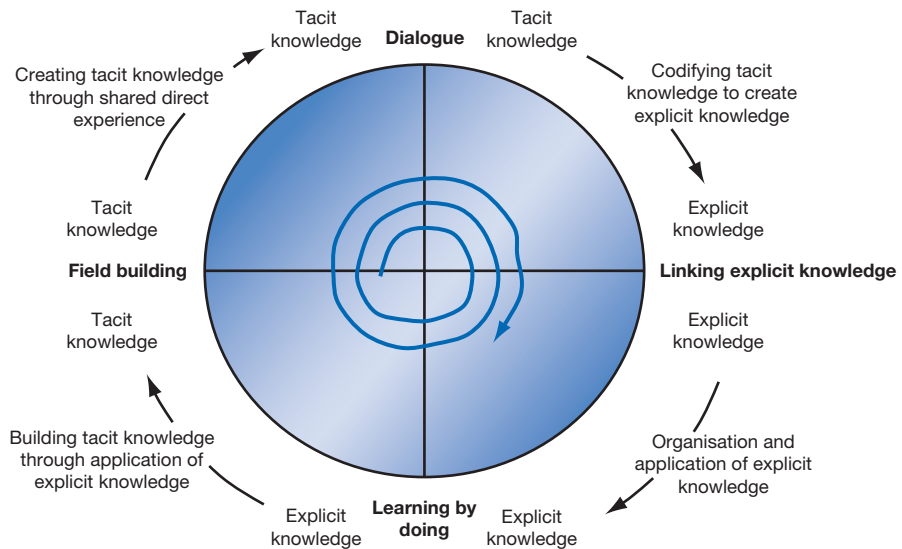 Tacit
knowledge
Dialogue
Tacit
knowledge
Creating tacit knowledge
through shared direct
experience
Codifying tacit
knowledge to create
explicit knowledge
Tacit
knowledge
Explicit
knowledge
Field building
Linking explicit knowledge
Tacit
knowledge
Explicit
knowledge
Building tacit knowledge
through application of
explicit knowledge
Organisation and
application of explicit
knowledge
Explicit
knowledge
Learning by
doing
Explicit
knowledge